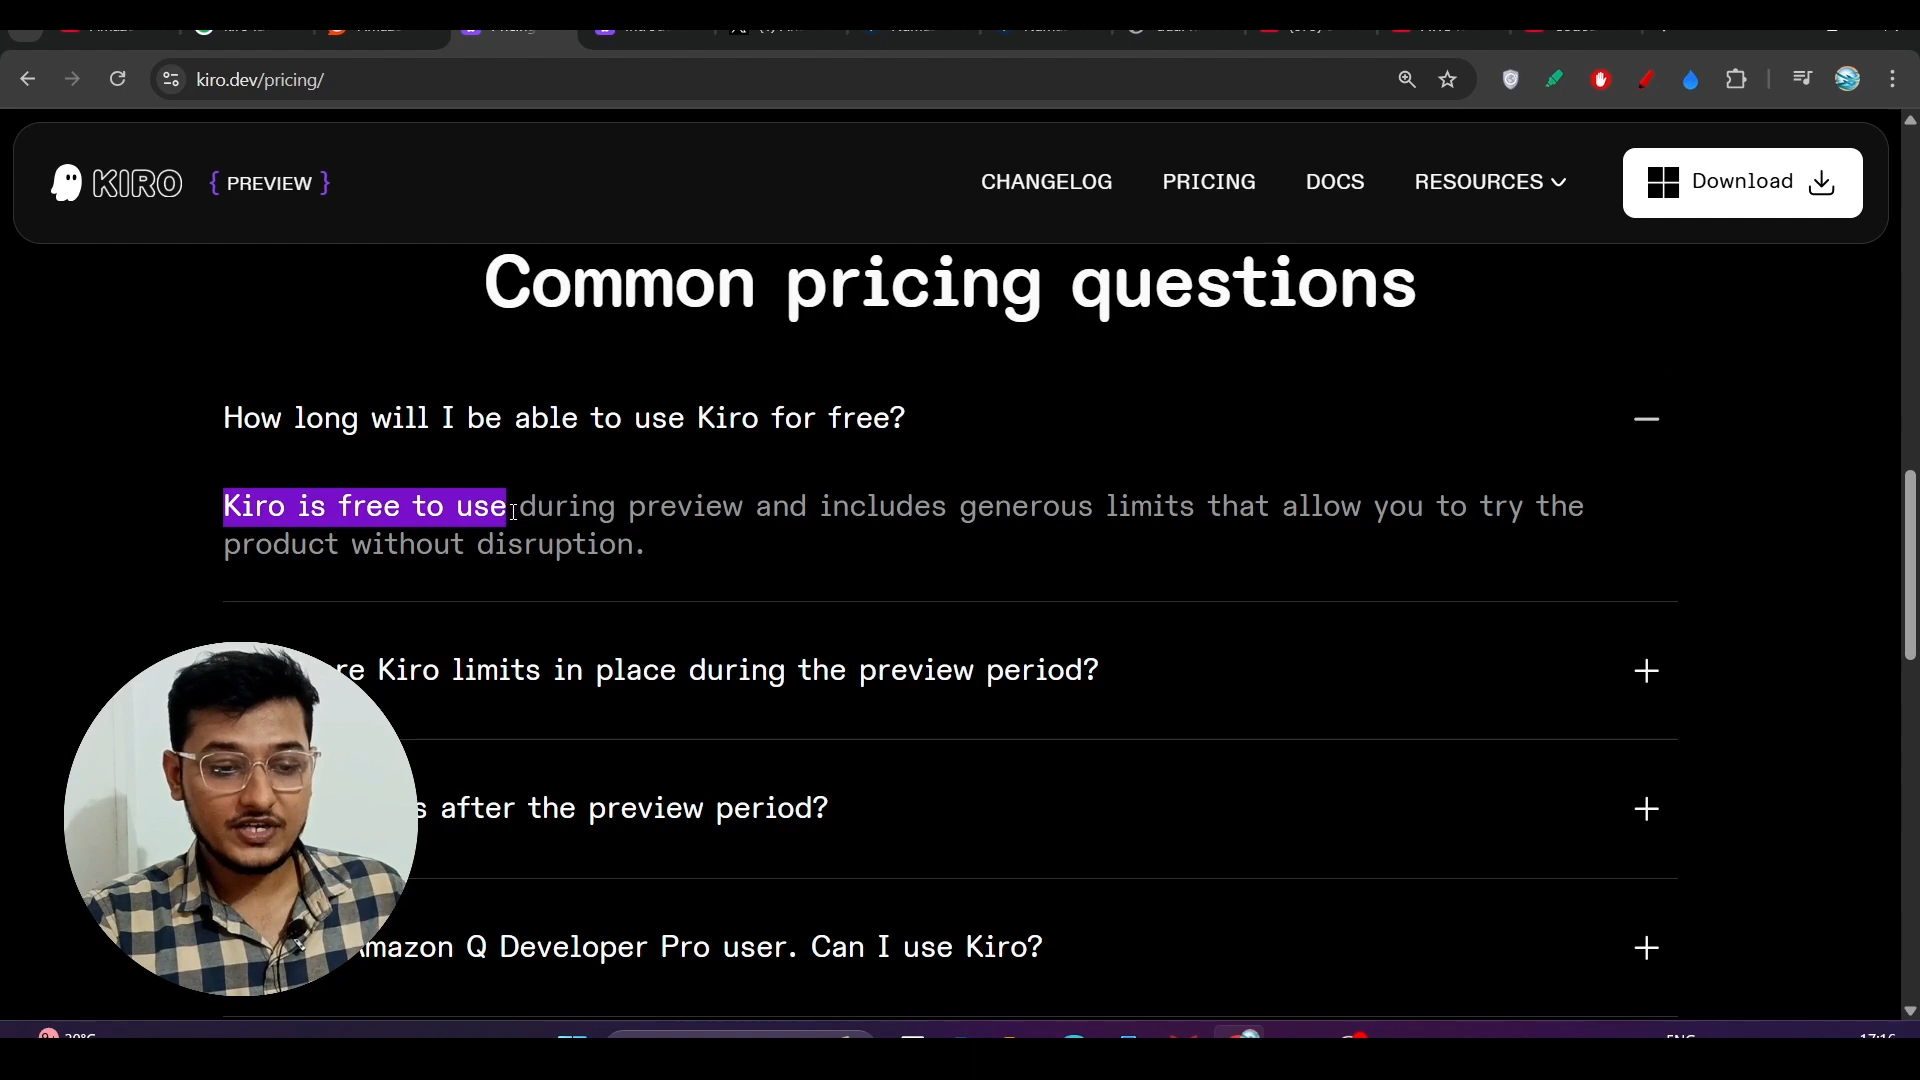 kiro.dev/pricing/
KIRO { PREVIEW } CHANGELOG PRICING DOCS RESOURCES Download
Common pricing questions
How long will I be able to use Kiro for free?
Kiro is free to use during preview and includes generous limits that allow you to try the
product without disruption.
re Kiro limits in place during the preview period?
s after the preview period?
Amazon Q Developer Pro user. Can I use Kiro?